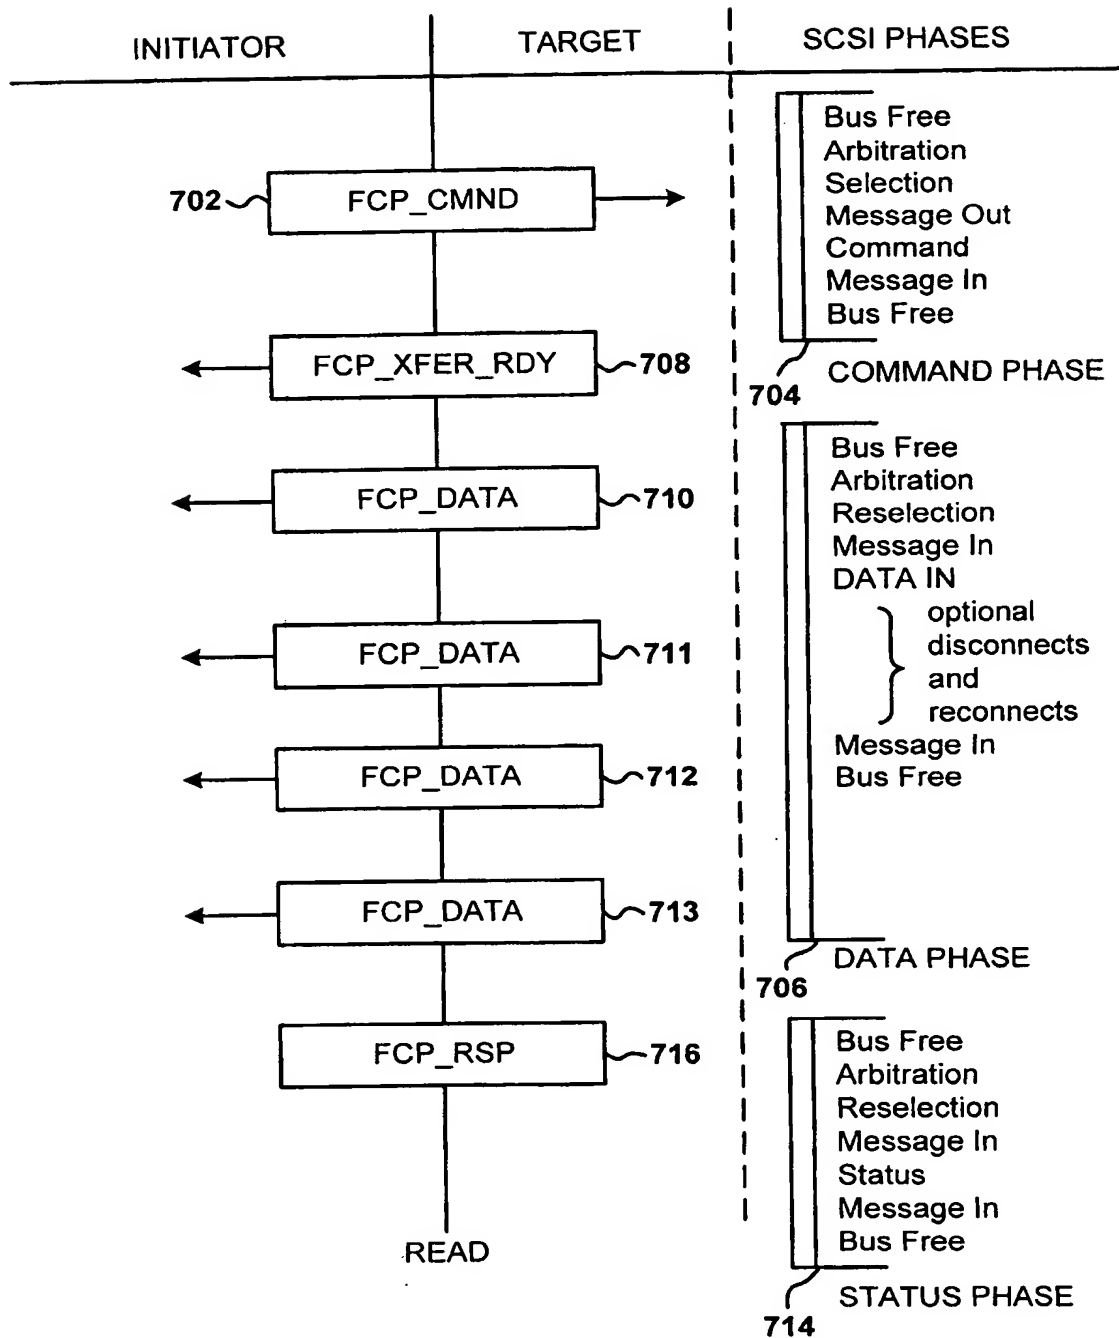 INITIATOR
TARGET
SCSI PHASES
702
FCP_CMND
FCP_XFER_RDY
708
FCP_DATA
710
FCP_DATA
711
FCP_DATA
712
FCP_DATA
713
FCP_RSP
716
READ
Bus Free
Arbitration
Selection
Message Out
Command
Message In
Bus Free
704
COMMAND PHASE
Bus Free
Arbitration
Reselection
Message In
DATA IN
optional
disconnects
and
reconnects
Message In
Bus Free
706
DATA PHASE
Bus Free
Arbitration
Reselection
Message In
Status
Message In
Bus Free
714
STATUS PHASE